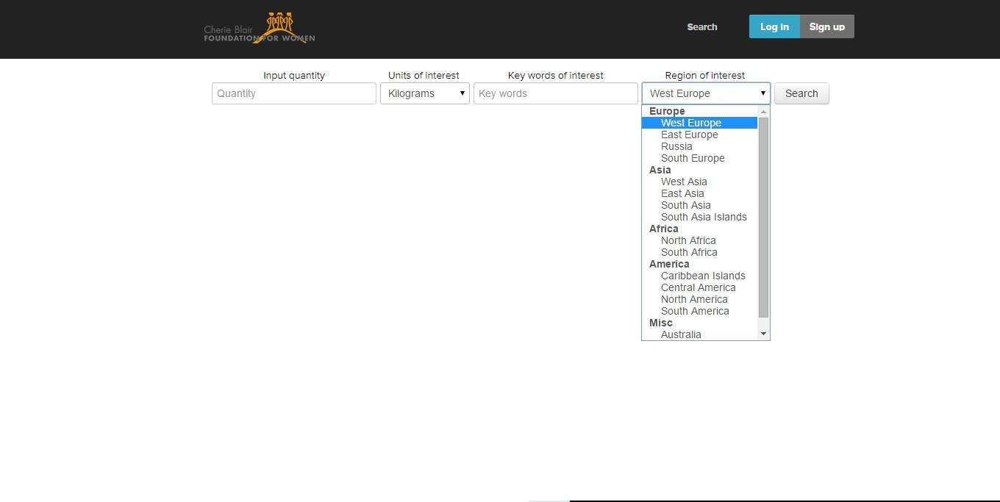 Cherie Blair
FOUNDATION FOR WOMEN
Search
Log In
Sign up
Input quantity
Units of interest
Key words of interest
Region of interest
Quantity
Kilograms
Key words
West Europe
Search
Europe
West Europe
East Europe
Russia
South Europe
Asia
West Asia
East Asia
South Asia
South Asia Islands
Africa
North Africa
South Africa
America
Caribbean Islands
Central America
North America
South America
Misc
Australia